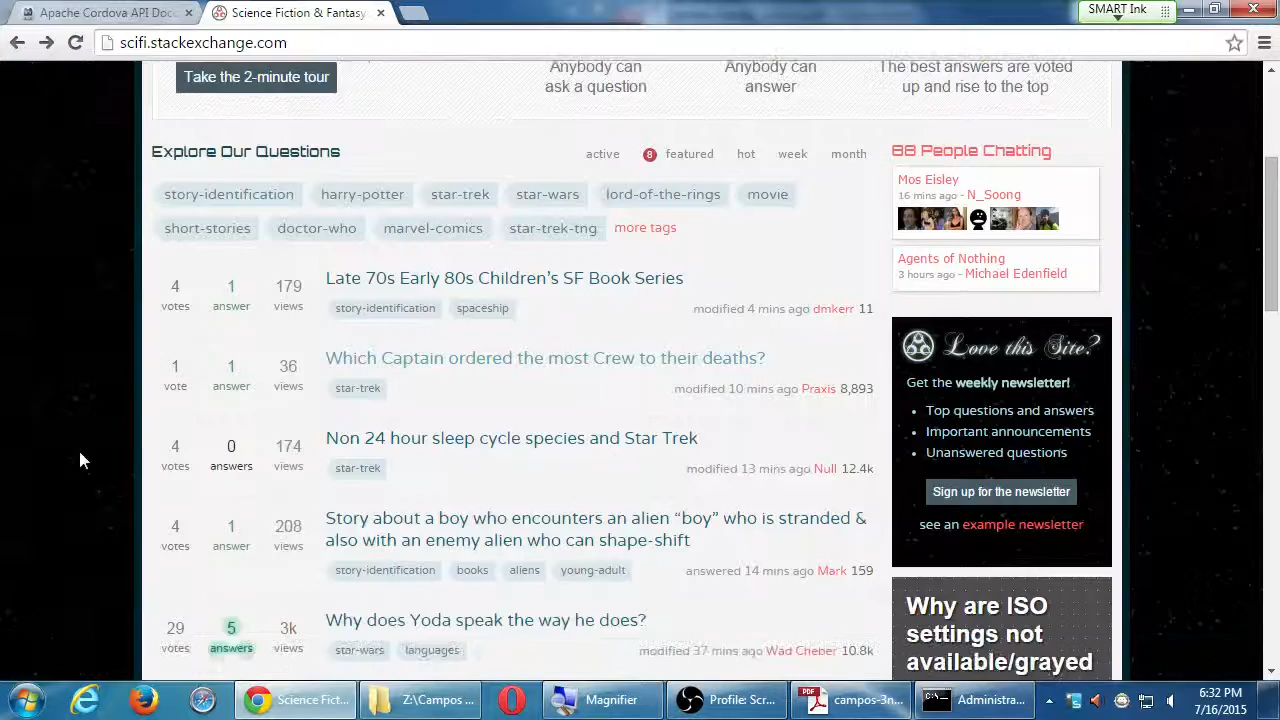 Apache Cordova API Doc
Science Fiction & Fantasy
SMART Ink
scifi.stackexchange.com
Take the 2-minute tour
Anybody can
ask a question
Anybody can
answer
The best answers are voted
up and rise to the top
Explore Our Questions
active
8 featured
hot
week
month
story-identification
harry-potter
star-trek
star-wars
lord-of-the-rings
movie
short-stories
doctor-who
marvel-comics
star-trek-tng
more tags
4
votes
1
answer
179
views
Late 70s Early 80s Children's SF Book Series
story-identification
spaceship
modified 4 mins ago dmkerr 11
1
vote
1
answer
36
views
Which Captain ordered the most Crew to their deaths?
star-trek
modified 10 mins ago Praxis 8,893
4
votes
0
answers
174
views
Non 24 hour sleep cycle species and Star Trek
star-trek
modified 13 mins ago Null 12.4k
4
votes
1
answer
208
views
Story about a boy who encounters an alien “boy” who is stranded &
also with an enemy alien who can shape-shift
story-identification
books
aliens
young-adult
answered 14 mins ago Mark 159
29
votes
5
answers
3k
views
Why does Yoda speak the way he does?
star-wars
languages
modified 37 mins ago Wad Cheber 10.8k
88 People Chatting
Mos Eisley
16 mins ago - N_Soong
Agents of Nothing
3 hours ago - Michael Edenfield
Love this Site?
Get the weekly newsletter!
• Top questions and answers
• Important announcements
• Unanswered questions
Sign up for the newsletter
see an example newsletter
Why are ISO
settings not
available/grayed
Science Fict...
Z:\Campos ...
Magnifier
Profile: Scr...
campos-3n...
Administra...
6:32 PM
7/16/2015